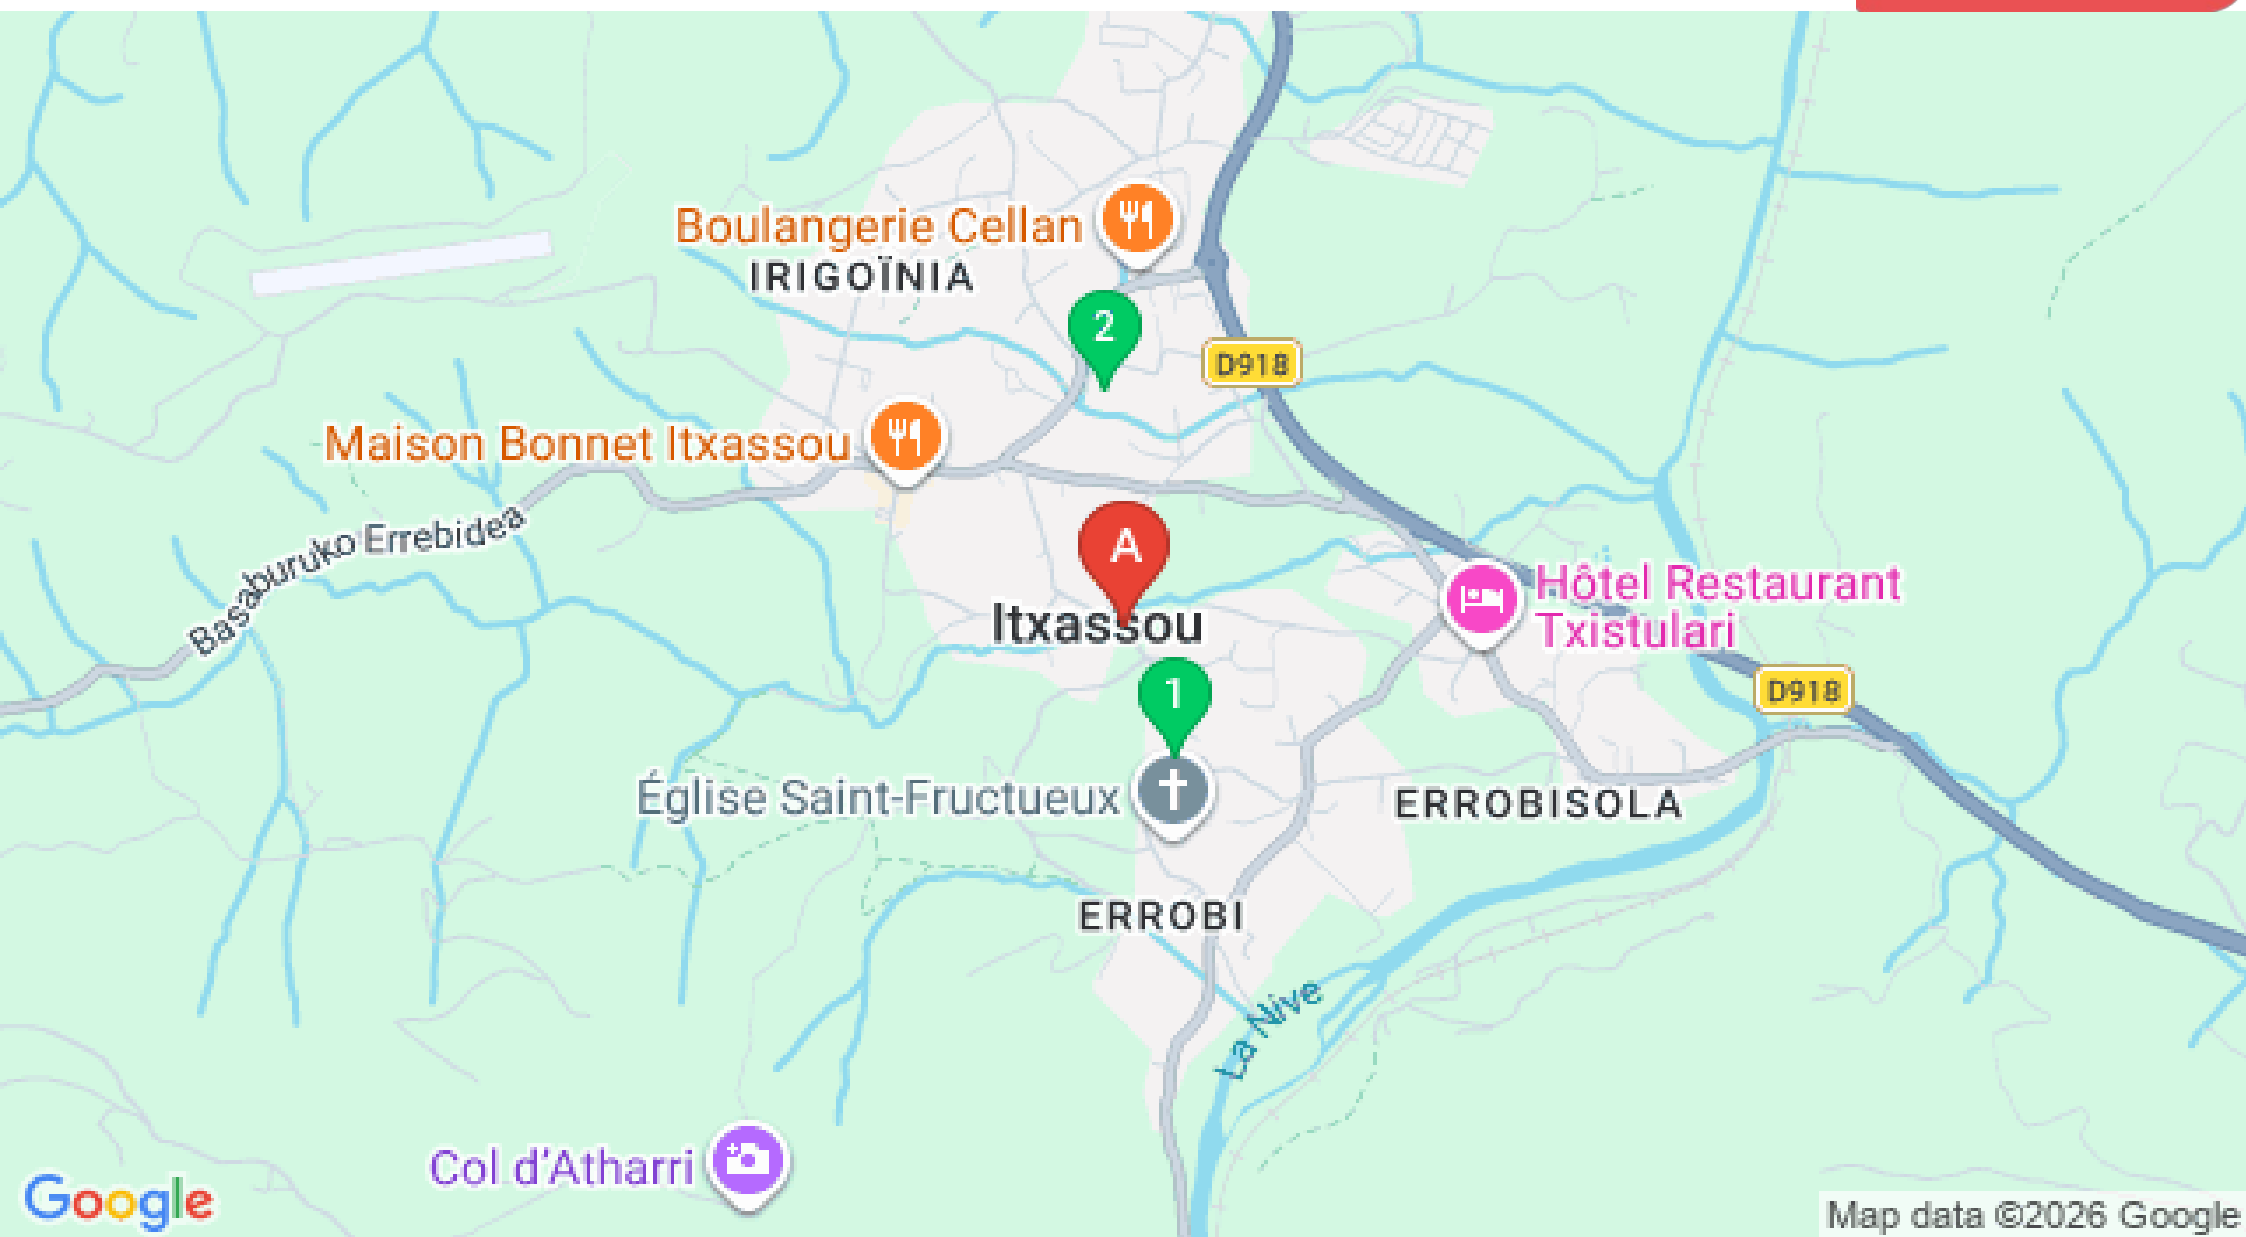 Boulangerie Cellan
IRIGOÏNIA
2
D918
Maison Bonnet Itxassou
Basaburuko Errebidea
A
Hôtel Restaurant
Txistulari
Itxassou
1
D918
Église Saint-Fructueux
ERROBISOLA
ERROBI
La Nive
Col d'Atharri
Google
Map data ©2026 Google